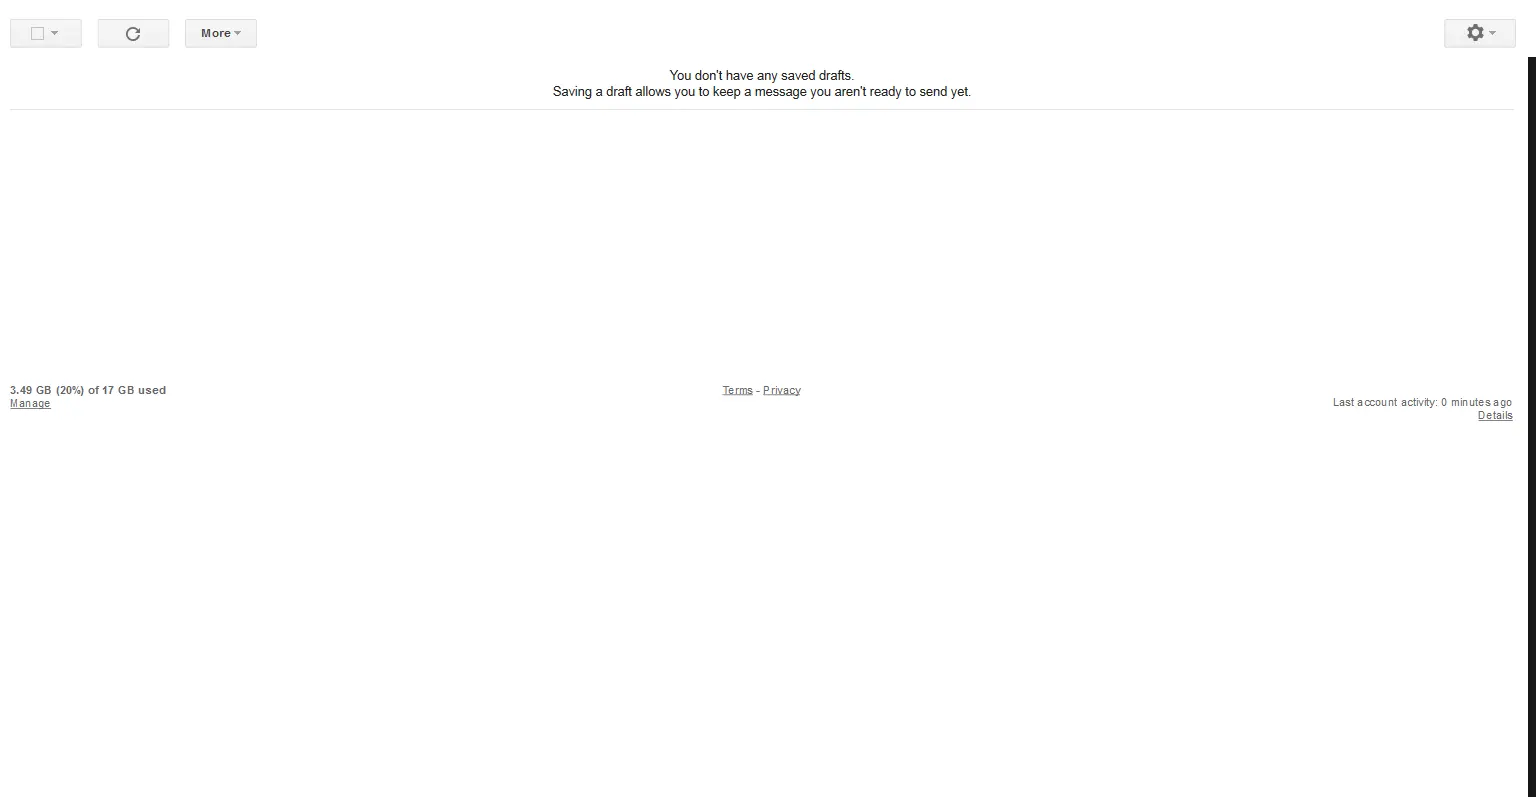 More
You don't have any saved drafts.
Saving a draft allows you to keep a message you aren't ready to send yet.
3.49 GB (20%) of 17 GB used
Manage
Terms - Privacy
Last account activity: 0 minutes ago
Details